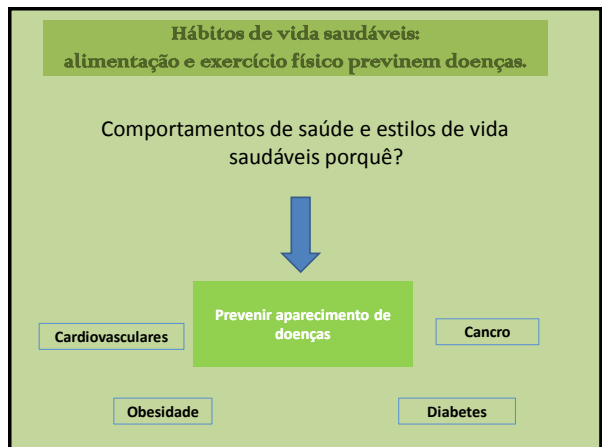 Hábitos de vida saudáveis:
alimentação e exercício físico previnem doenças.
Comportamentos de saúde e estilos de vida
saudáveis porquê?
Prevenir aparecimento de
doenças
Cardiovasculares
Cancro
Obesidade
Diabetes